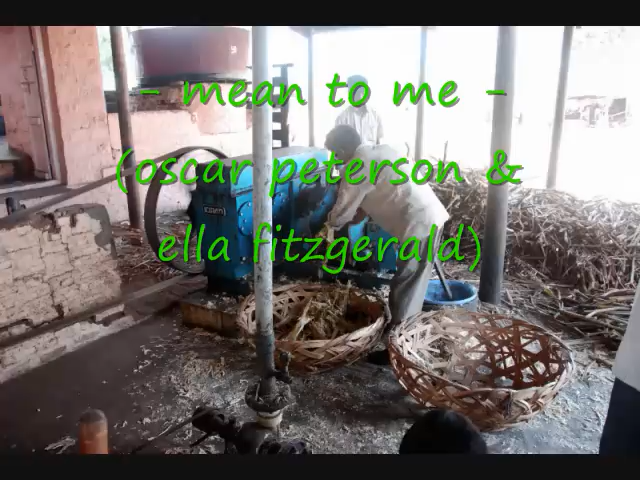 - mean to me -
(oscar peterson &
ella fitzgerald)